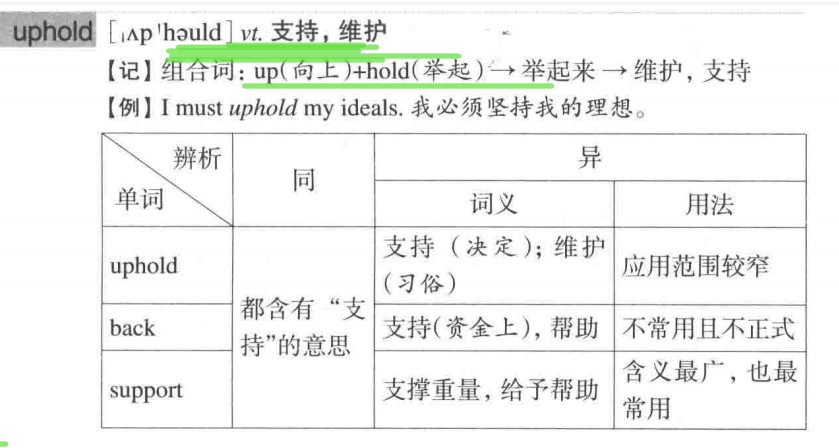 uphold [ˌʌpˈhəuld] vt. 支持，维护
【记】组合词：up(向上)+hold(举起)→举起来→维护，支持
【例】I must uphold my ideals. 我必须坚持我的理想。
辨析 单词 同 异
词义 用法
uphold 都含有“支持”的意思 支持（决定）；维护
(习俗) 应用范围较窄
back 支持(资金上)，帮助 不常用且不正式
support 支撑重量，给予帮助 含义最广，也最
常用